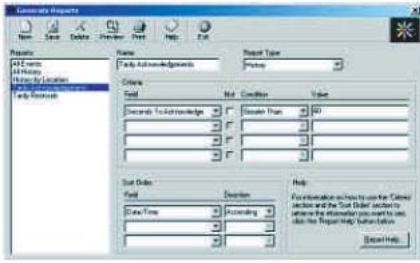 Generate Reports
New Save Delete Preview Print Help Exit
Reports
All Events
All History
History by Location
Tardy Acknowledgements
Tardy Restorals
Name
Tardy Acknowledgements
Report Type
History
Criteria
Field Not Condition Value
Seconds To Acknowledge Greater Than 60
Sort Order
Field Direction
Date/Time Ascending
Help
For information on how to use the 'Criteria'
section and the 'Sort Order' section to
retrieve the information you want to see,
click the 'Report Help' button below.
Report Help...